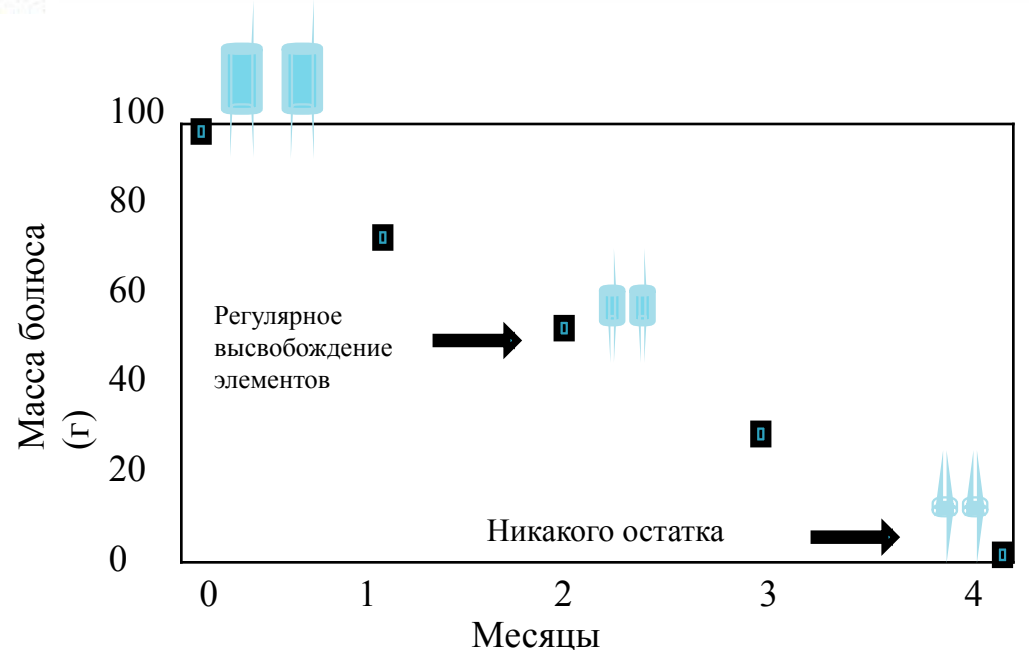 100
80
60
40
20
0
Масса болюса
(г)
Регулярное
высвобождение
элементов
Никакого остатка
0 1 2 3 4
Месяцы